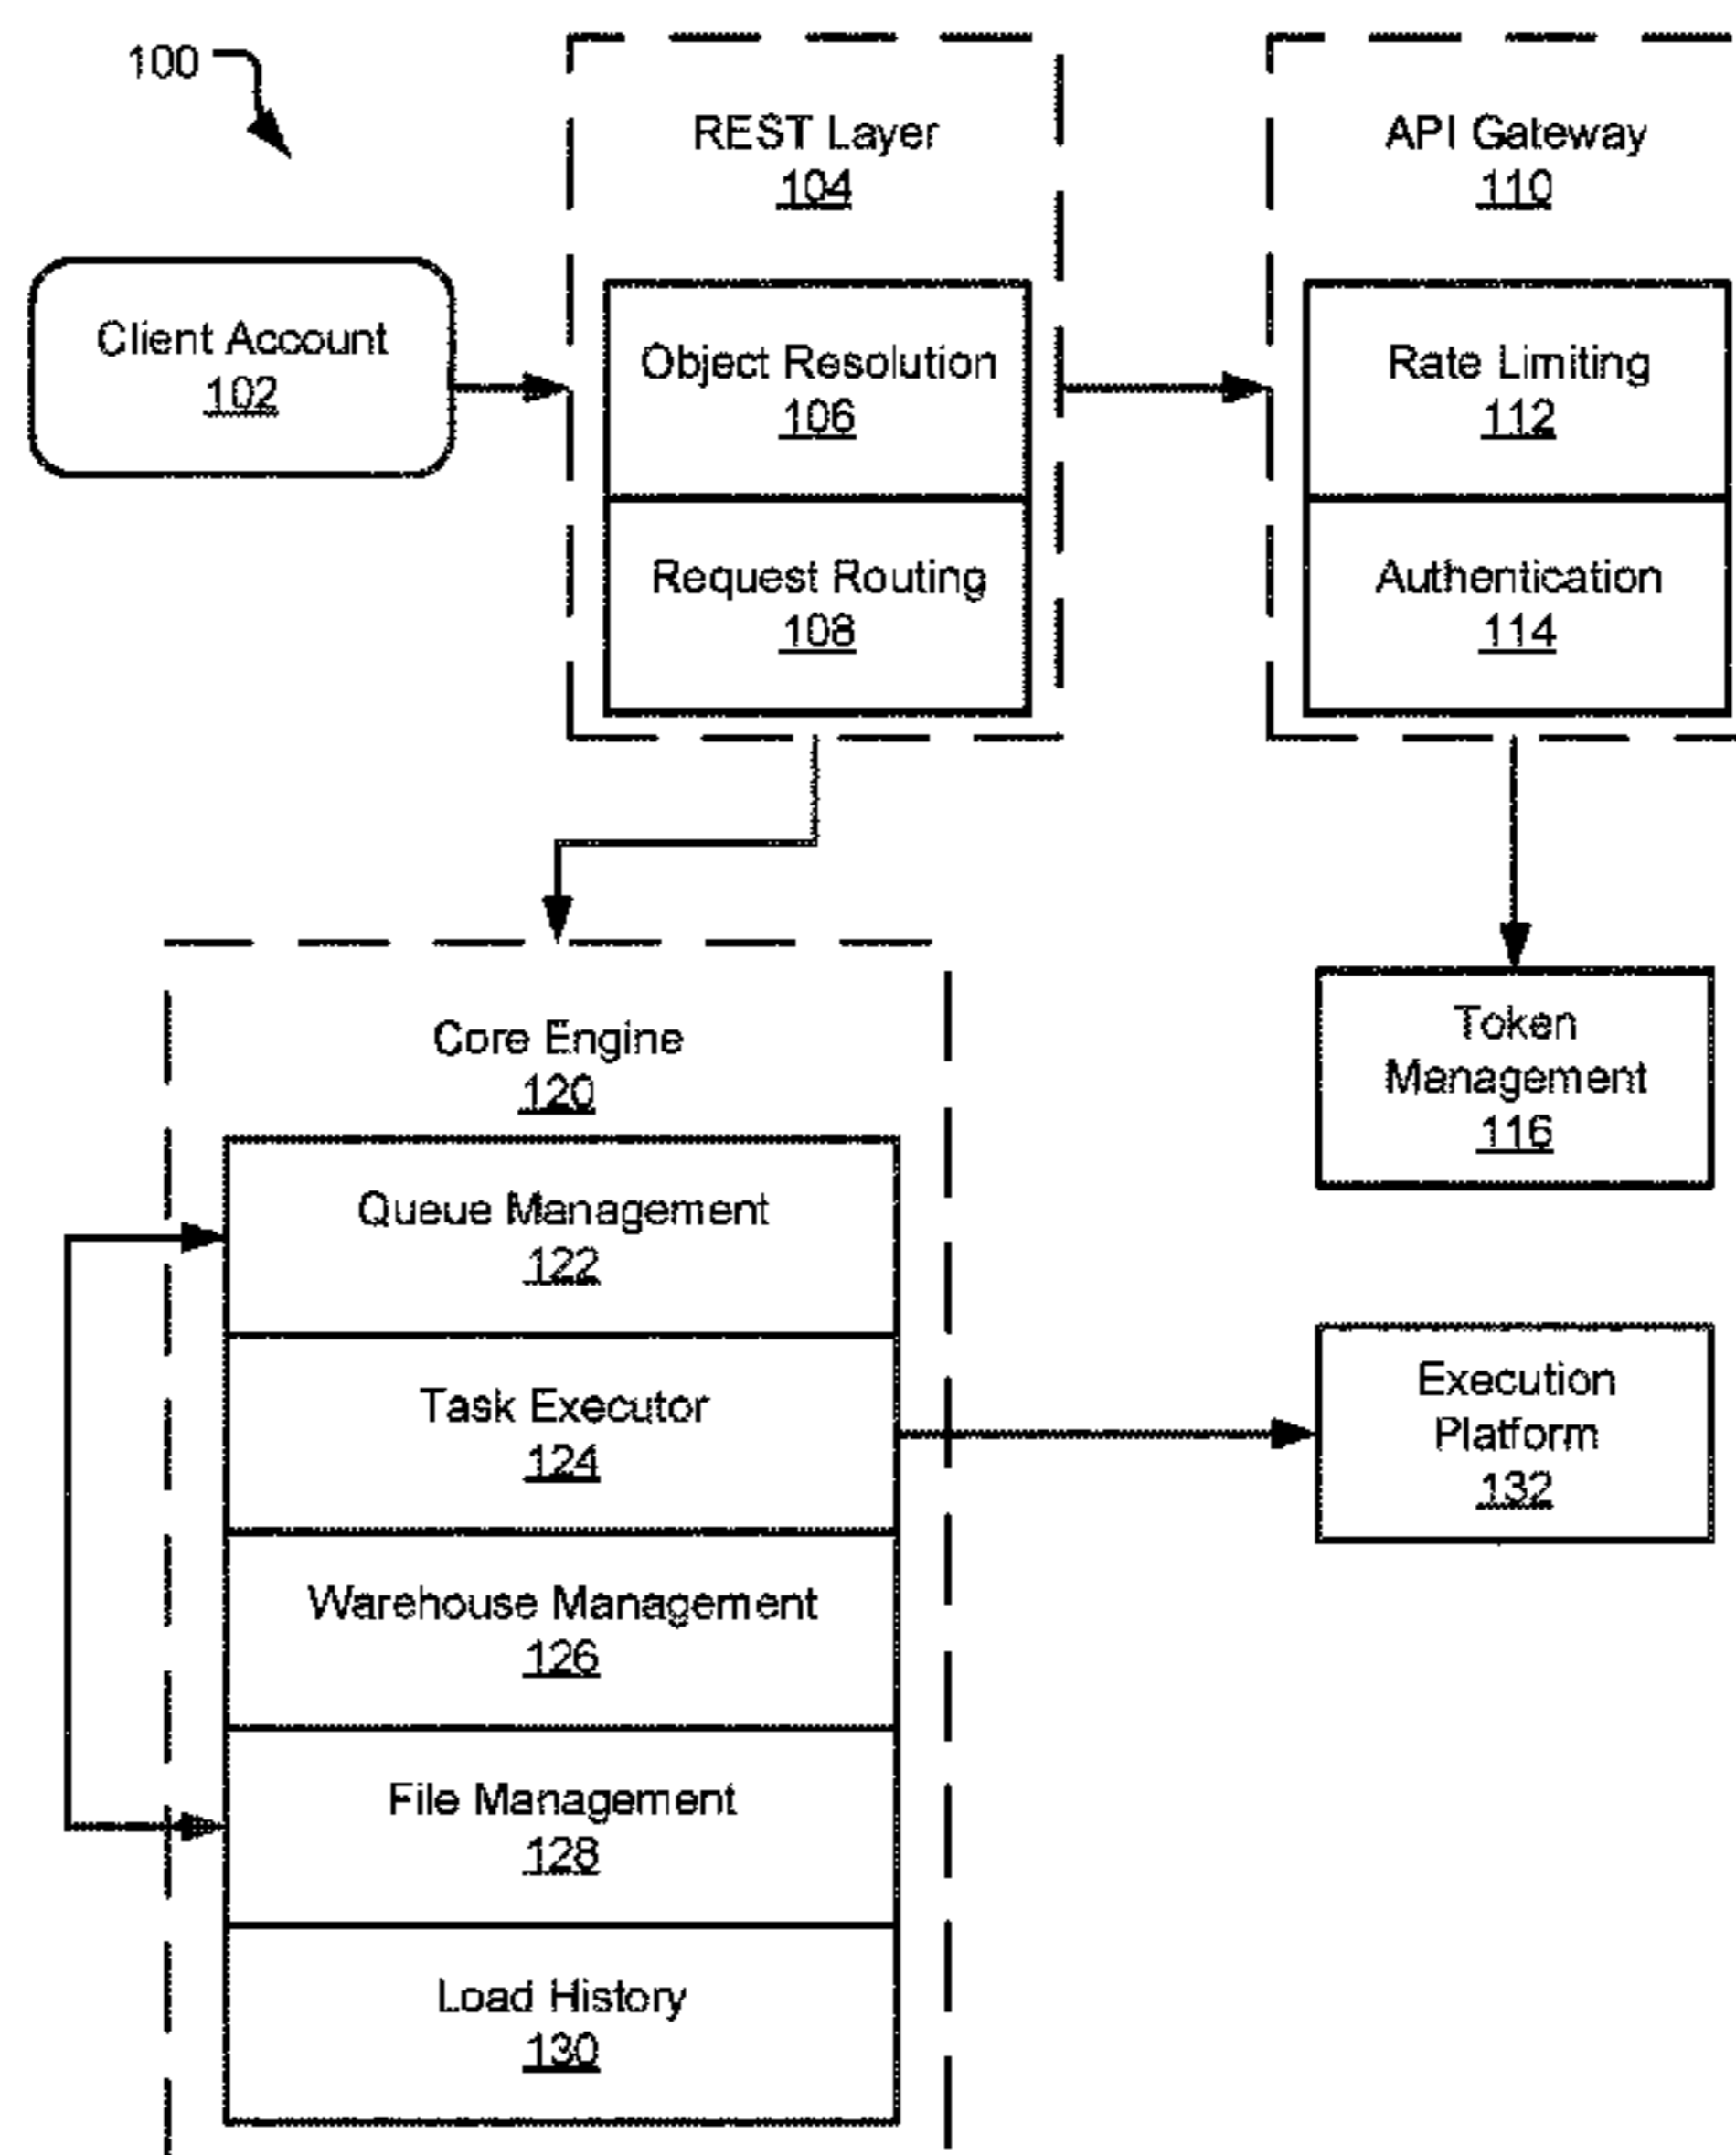 100
REST Layer
104
API Gateway
110
Client Account
102
Object Resolution
106
Rate Limiting
112
Request Routing
108
Authentication
114
Core Engine
120
Token
Management
116
Queue Management
122
Task Executor
124
Execution
Platform
132
Warehouse Management
126
File Management
128
Load History
130